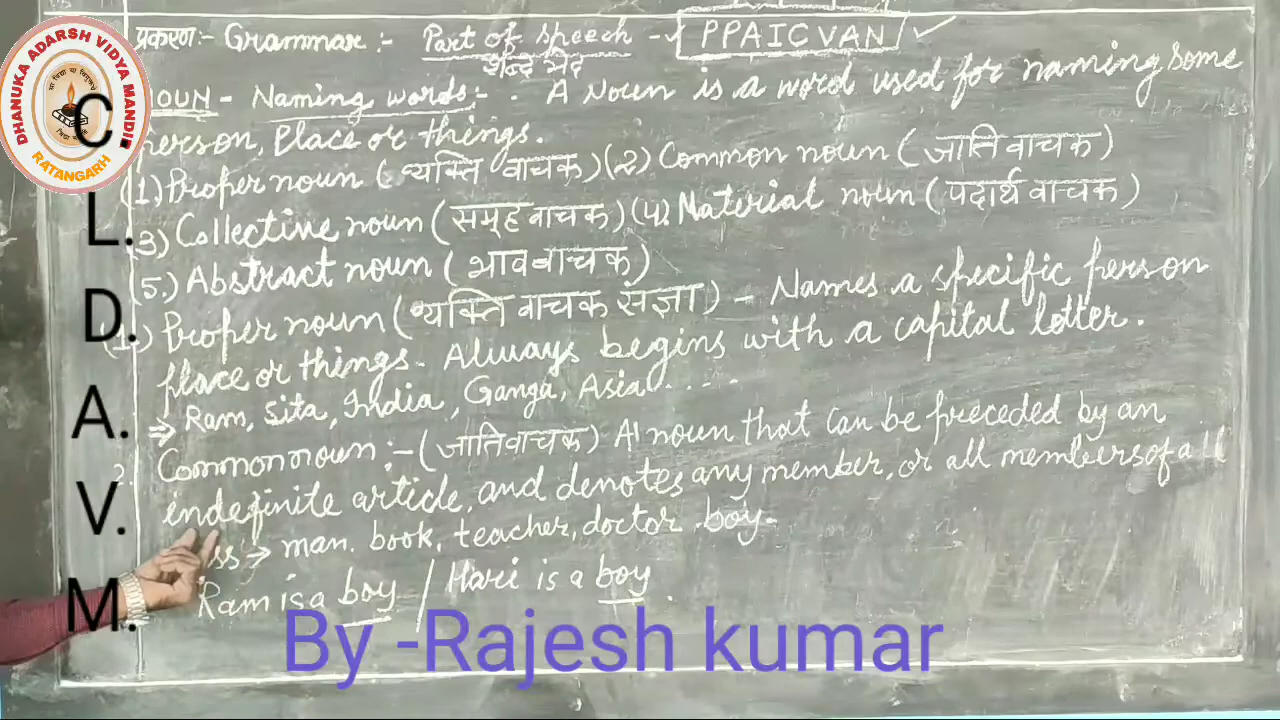 प्रकरणः- Grammar:- Part of speech - PPAICVAN ✓
शब्द भेद
NOUN - Naming words:- A Noun is a word used for naming some
person, Place or things.
(1) Proper noun (व्यक्ति वाचक) (2) Common noun (जातिवाचक)
(3) Collective noun (समूहवाचक) (4) Material noun (पदार्थवाचक)
(5.) Abstract noun (भाववाचक)
(1.) Proper noun (व्यक्ति वाचक संज्ञा) - Names a specific person
place or things. Always begins with a capital letter.
⇒ Ram, Sita, India, Ganga, Asia.....
2. Common noun:- (जातिवाचक) A noun that can be preceded by an
indefinite article, and denotes any member, or all members of a
ss → man. book, teacher, doctor. boy-
Ram is a boy / Hari is a boy.
DHANUKA ADARSH VIDYA MANDIR
RATANGARH
C.
L.
D.
A.
V.
M.
By -Rajesh kumar